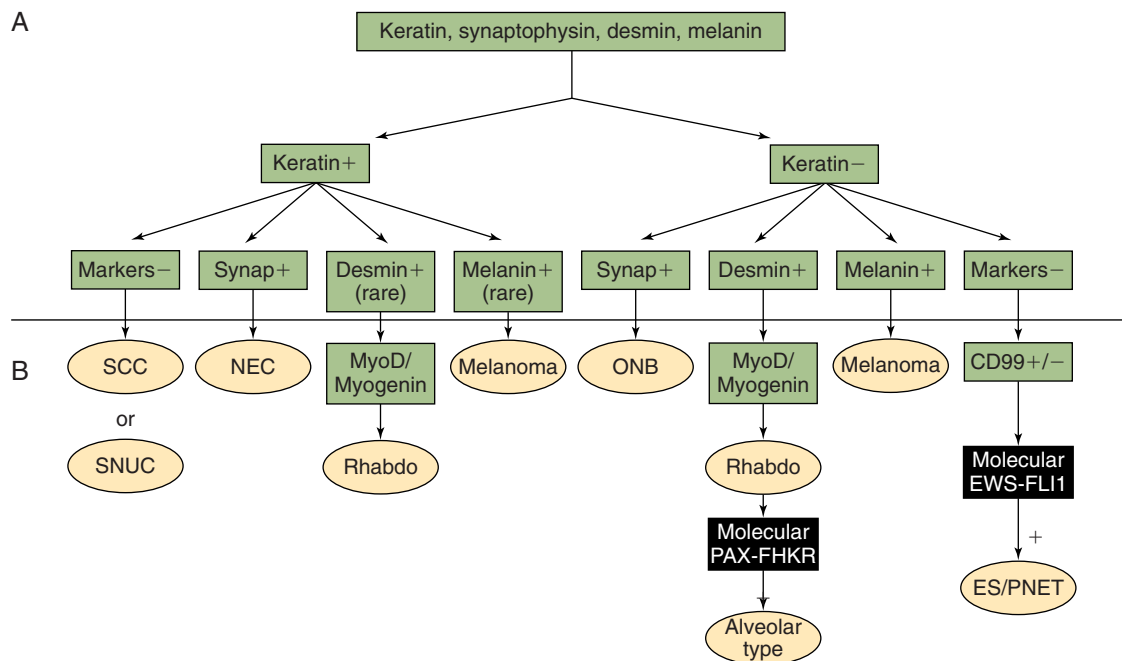 A
Keratin, synaptophysin, desmin, melanin
Keratin+
Keratin−
Markers−
Synap+
Desmin+
(rare)
Melanin+
(rare)
Synap+
Desmin+
Melanin+
Markers−
B
SCC
or
SNUC
NEC
MyoD/
Myogenin
Rhabdo
Melanoma
ONB
MyoD/
Myogenin
Rhabdo
Molecular
PAX-FHKR
Alveolar
type
Melanoma
CD99+/−
Molecular
EWS-FLI1
+
ES/PNET